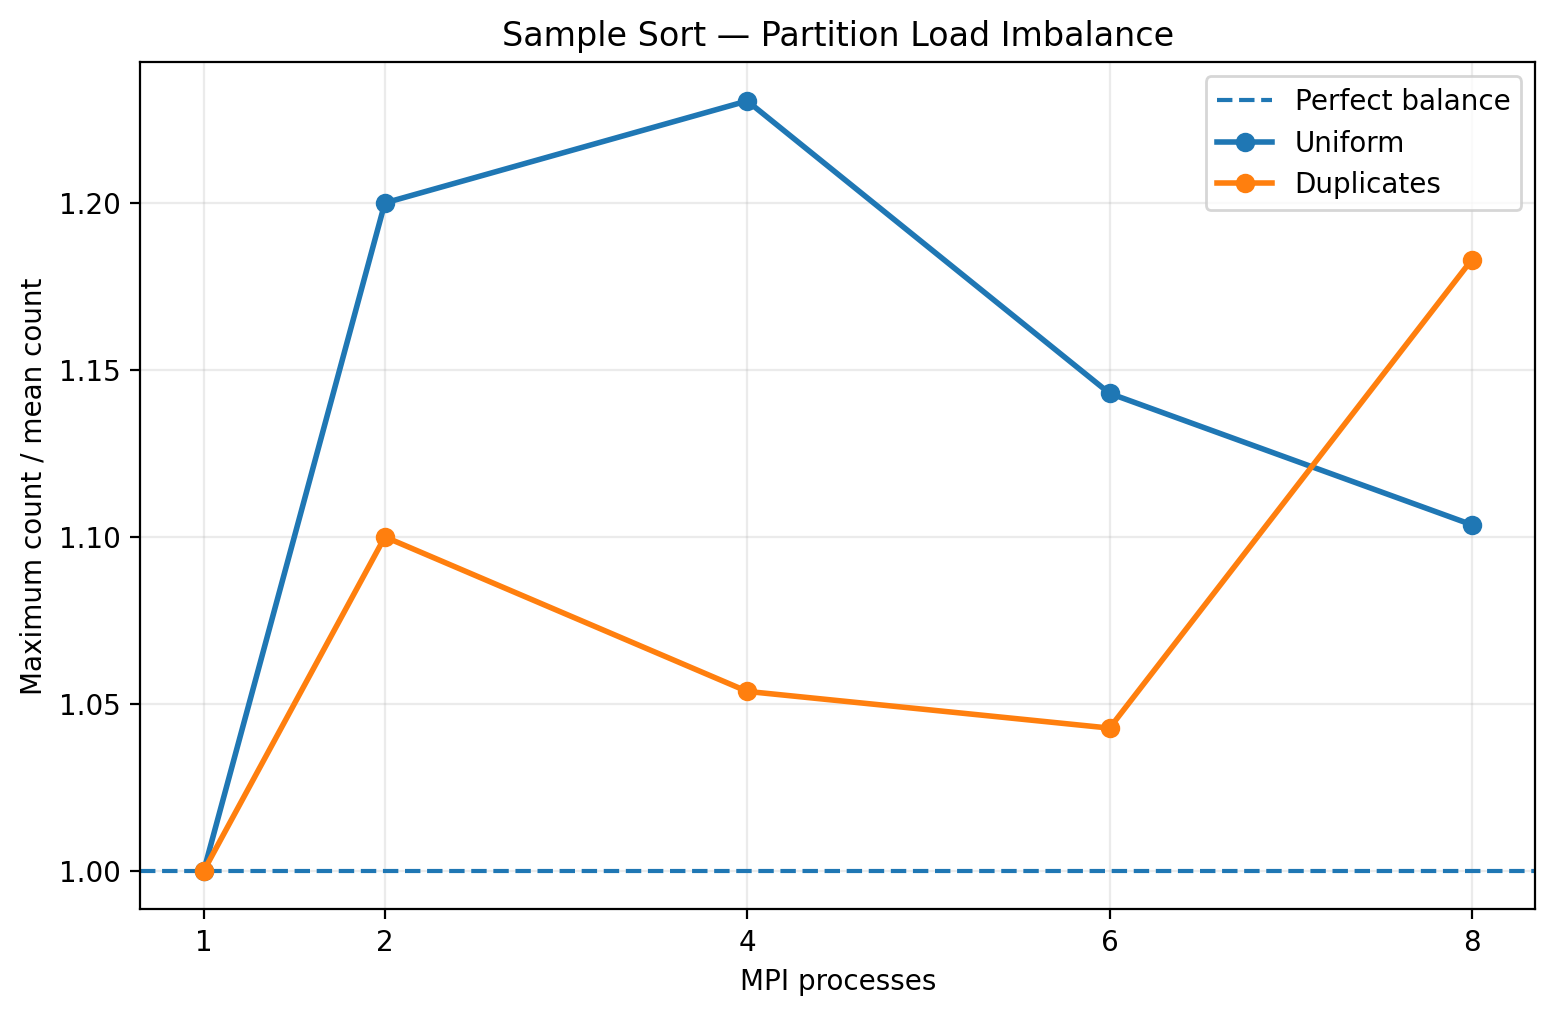 Sample Sort — Partition Load Imbalance
Perfect balance
Uniform
Duplicates
Maximum count / mean count
1.20
1.15
1.10
1.05
1.00
1 2 4 6 8
MPI processes